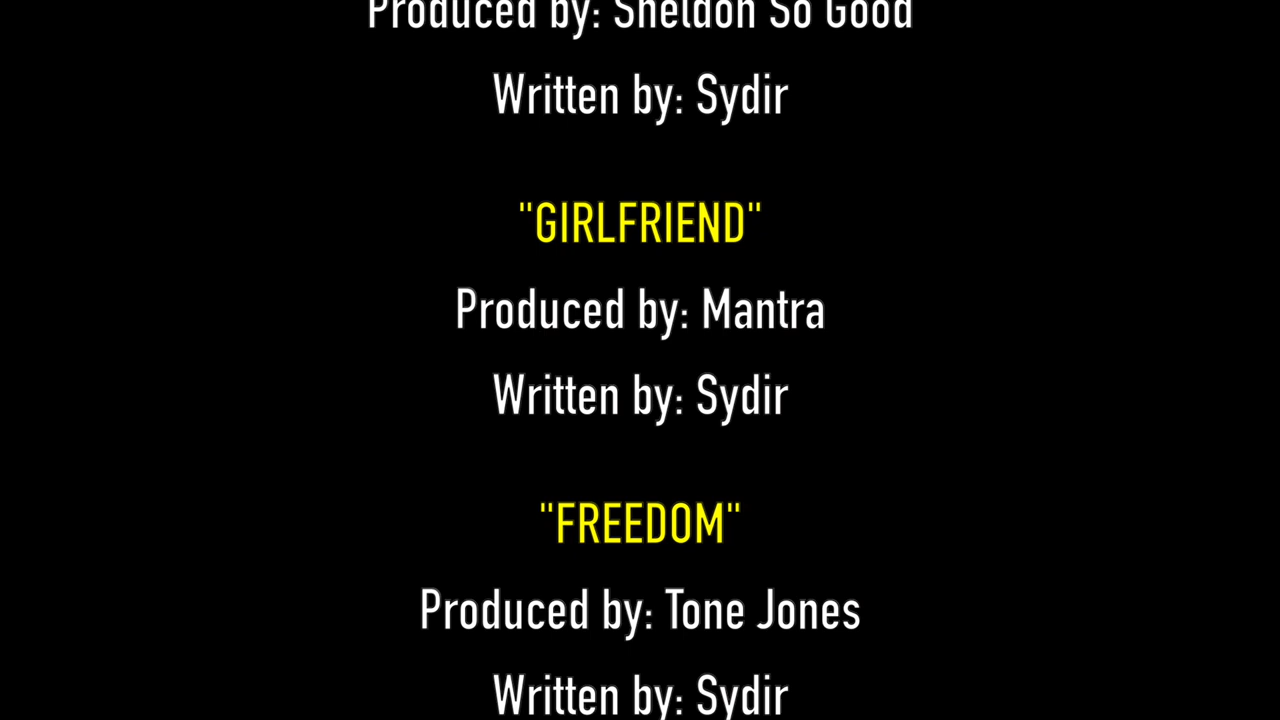 Produced by: Sheldon So Good
Written by: Sydir
"GIRLFRIEND"
Produced by: Mantra
Written by: Sydir
"FREEDOM"
Produced by: Tone Jones
Written by: Sydir